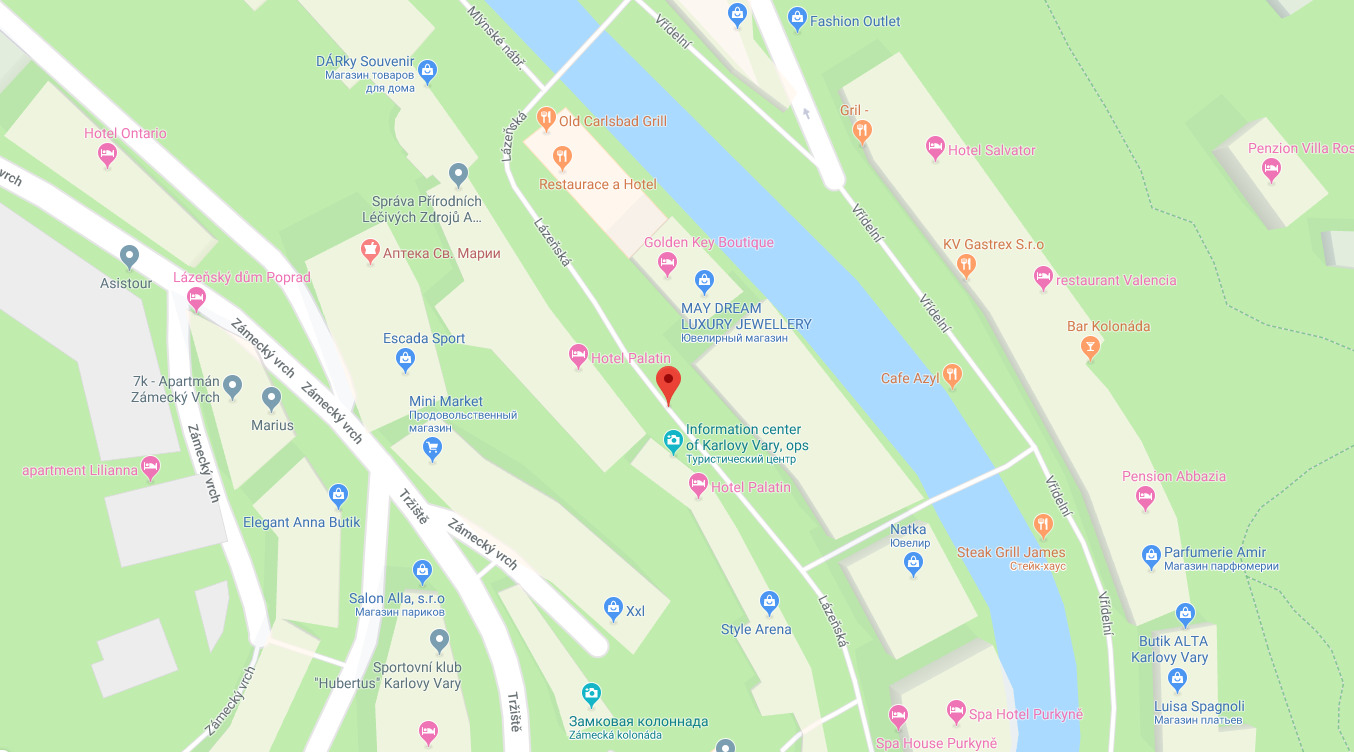 Mlýnské nábř.
Vřídelní
Fashion Outlet
DÁRky Souvenir
Магазин товаров
для дома
Hotel Ontario
Lázeňská
Old Carlsbad Grill
Gril -
Hotel Salvator
Penzion Villa Ros
vrch
Restaurace a Hotel
Správa Přírodních
Léčivých Zdrojů A...
Аптека Св. Марии
Lázeňská
Vřídelní
Golden Key Boutique
KV Gastrex S.r.o
Asistour
Lázeňský dům Poprad
MAY DREAM
LUXURY JEWELLERY
Ювелирный магазин
restaurant Valencia
Vřídelní
Bar Kolonáda
Zámecký vrch
Escada Sport
Hotel Palatin
Cafe Azyl
7k - Apartmán
Zámecký Vrch
Marius
Zámecký vrch
Mini Market
Продовольственный
магазин
Information center
of Karlovy Vary, ops
Туристический центр
apartment Lilianna
Zámecký vrch
Hotel Palatin
Pension Abbazia
Vřídelní
Elegant Anna Butik
Tržiště
Zámecký vrch
Natka
Ювелир
Steak Grill James
Стейк-хаус
Parfumerie Amir
Магазин парфюмерии
Salon Alla, s.r.o
Магазин париков
Xxl
Style Arena
Lázeňská
Vřídelní
Butik ALTA
Karlovy Vary
Sportovní klub
"Hubertus" Karlovy Vary
Zámecký vrch
Tržiště
Замковая колоннада
Zámecká kolonáda
Spa Hotel Purkyně
Spa House Purkyně
Luisa Spagnoli
Магазин платьев